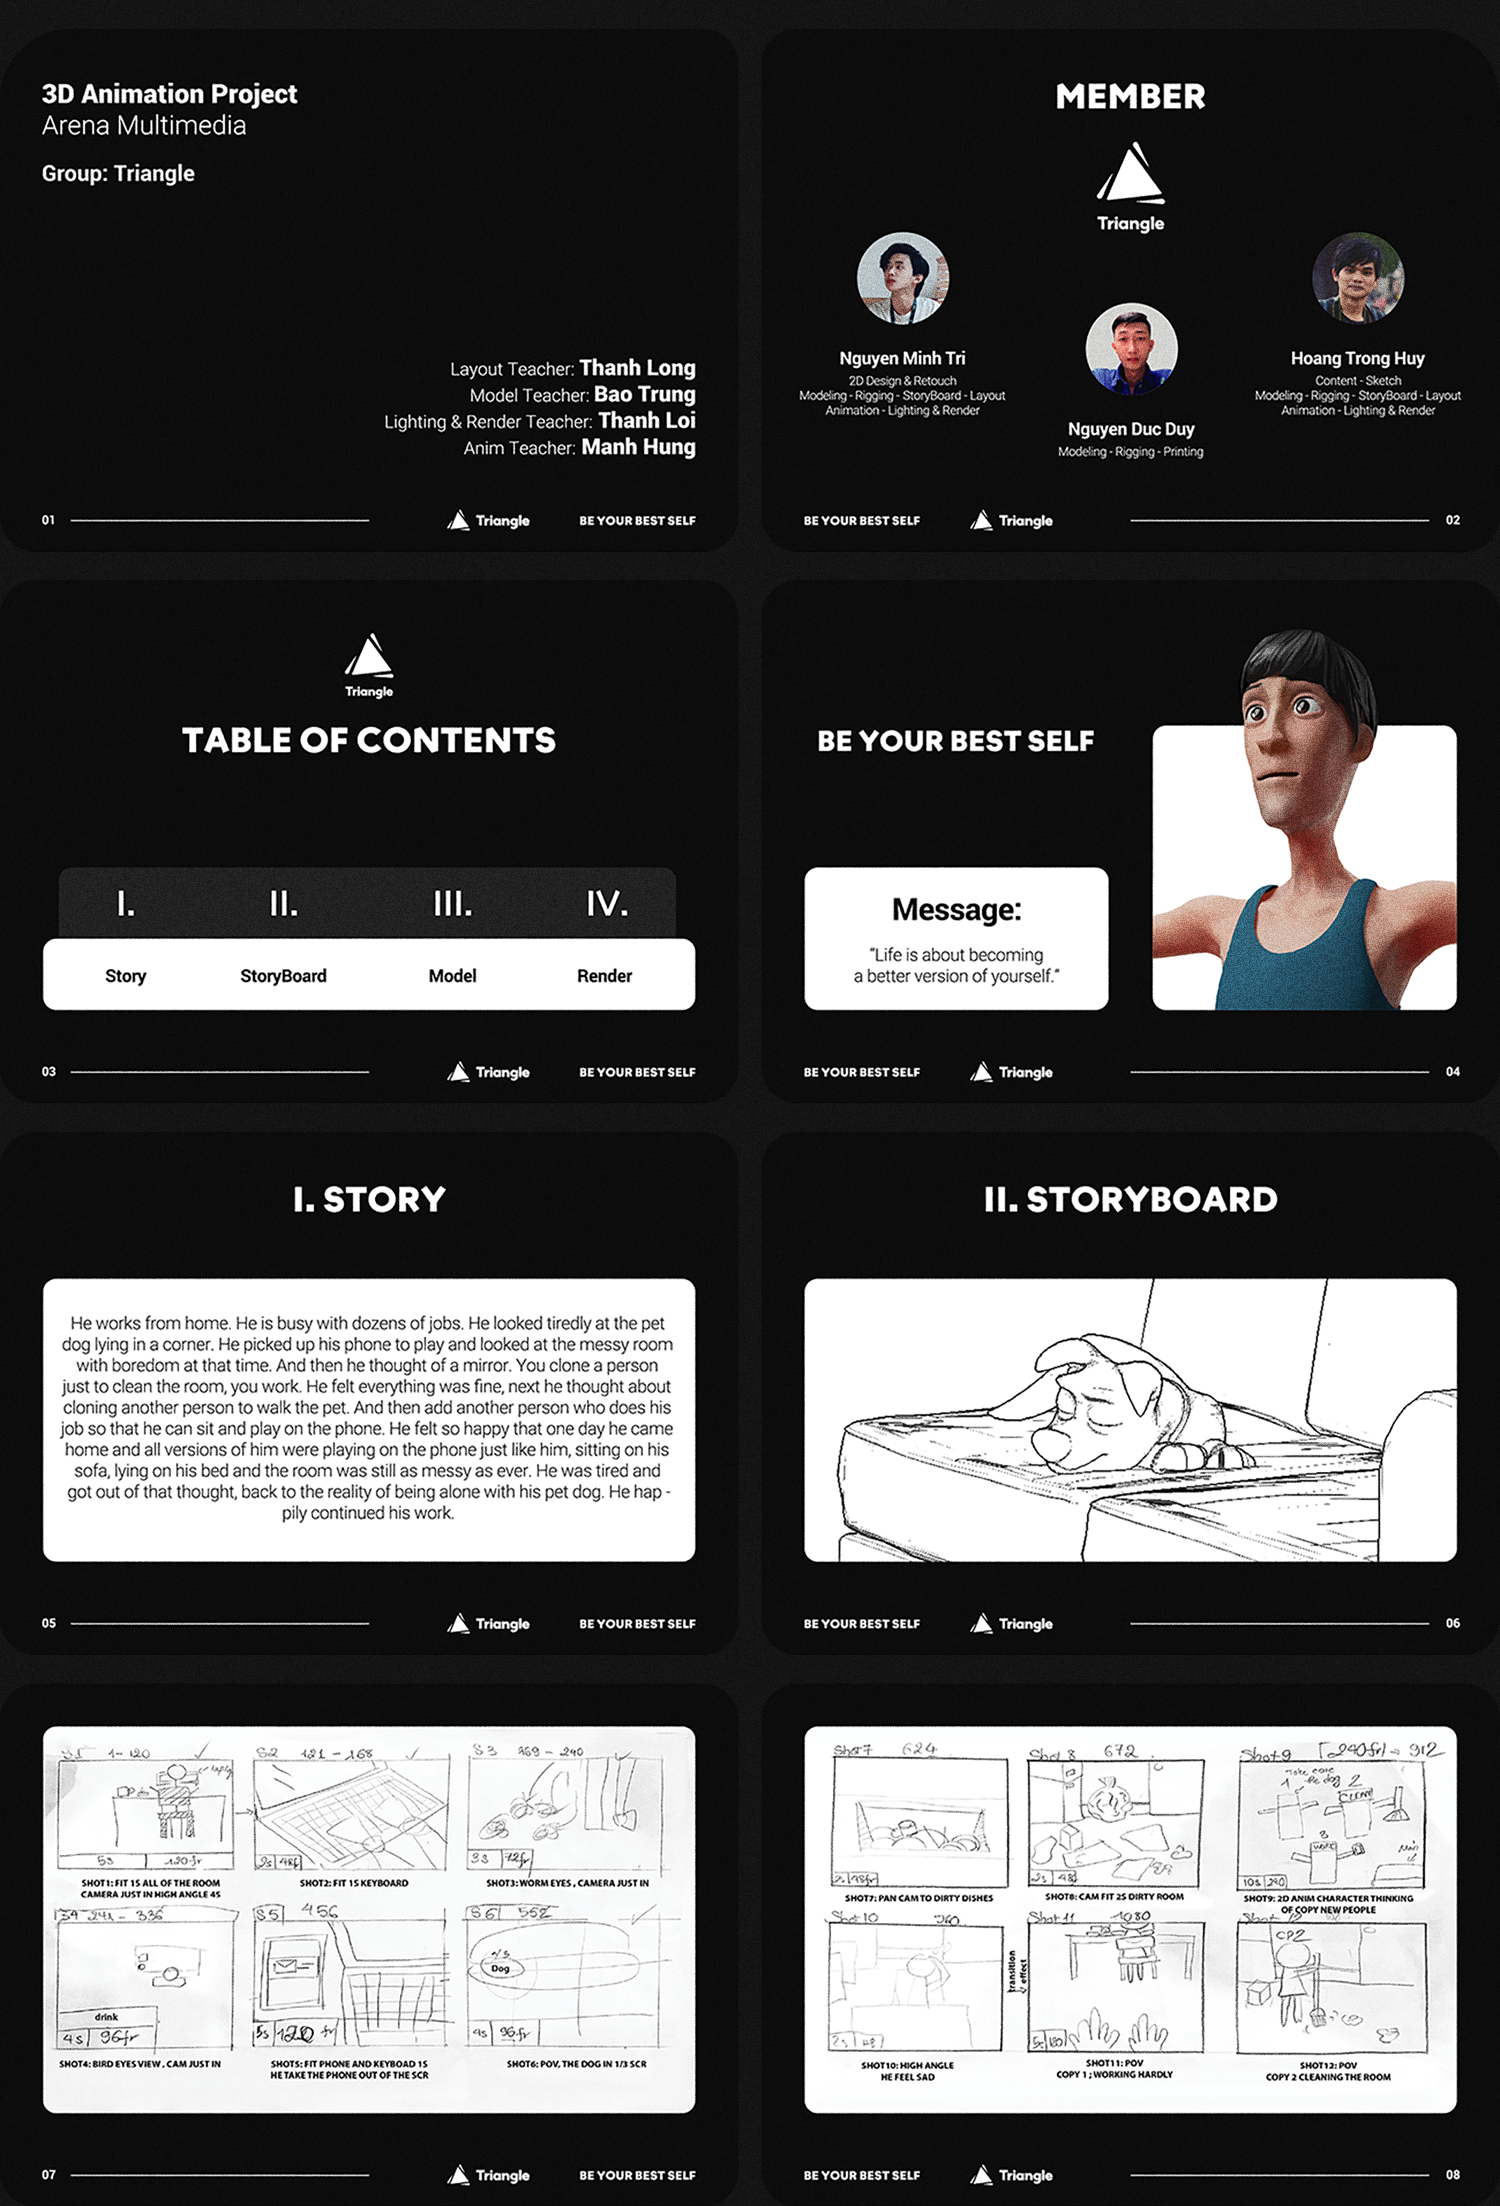 3D Animation Project
Arena Multimedia
Group: Triangle
Layout Teacher: Thanh Long
Model Teacher: Bao Trung
Lighting & Render Teacher: Thanh Loi
Anim Teacher: Manh Hung
01
Triangle
BE YOUR BEST SELF
MEMBER
Triangle
Nguyen Minh Tri
2D Design & Retouch
Modeling - Rigging - StoryBoard - Layout
Animation - Lighting & Render
Nguyen Duc Duy
Modeling - Rigging - Printing
Hoang Trong Huy
Content - Sketch
Modeling - Rigging - StoryBoard - Layout
Animation - Lighting & Render
BE YOUR BEST SELF
Triangle
02
Triangle
TABLE OF CONTENTS
I. II. III. IV.
Story StoryBoard Model Render
03
Triangle
BE YOUR BEST SELF
BE YOUR BEST SELF
Message:
“Life is about becoming
a better version of yourself.“
BE YOUR BEST SELF
Triangle
04
I. STORY
He works from home. He is busy with dozens of jobs. He looked tiredly at the pet
dog lying in a corner. He picked up his phone to play and looked at the messy room
with boredom at that time. And then he thought of a mirror. You clone a person
just to clean the room, you work. He felt everything was fine, next he thought about
cloning another person to walk the pet. And then add another person who does his
job so that he can sit and play on the phone. He felt so happy that one day he came
home and all versions of him were playing on the phone just like him, sitting on his
sofa, lying on his bed and the room was still as messy as ever. He was tired and
got out of that thought, back to the reality of being alone with his pet dog. He hap -
pily continued his work.
05
Triangle
BE YOUR BEST SELF
II. STORYBOARD
BE YOUR BEST SELF
Triangle
06
S1 1-120
5s 120fr
SHOT1: FIT 1S ALL OF THE ROOM
CAMERA JUST IN HIGH ANGLE 4S
S2 121 - 168
2s 48f
SHOT2: FIT 1S KEYBOARD
S3 169 - 240
3s 72fr
SHOT3: WORM EYES , CAMERA JUST IN
S4 241 - 336
drink
4s 96fr
SHOT4: BIRD EYES VIEW , CAM JUST IN
S5 456
5s 120 fr
SHOT5: FIT PHONE AND KEYBOAD 1S
HE TAKE THE PHONE OUT OF THE SCR
S6 552
1/3
Dog
4s 96fr
SHOT6: POV, THE DOG IN 1/3 SCR
07
Triangle
BE YOUR BEST SELF
Shot7 624
2s 48fr
SHOT7: PAN CAM TO DIRTY DISHES
Shot 8 672
2s 48
SHOT8: CAM FIT 2S DIRTY ROOM
Shot9 [240fr] → 912
Take care
the dog
1 2
CLEAN
3
WORK
Main
10s 240
SHOT9: 2D ANIM CHARACTER THINKING
OF COPY NEW PEOPLE
Shot 10 960
2s 48
SHOT10: HIGH ANGLE
HE FEEL SAD
transition
effect
Shot 11 1080
5s
SHOT11: POV
COPY 1 ; WORKING HARDLY
Shot 12
CP2
SHOT12: POV
COPY 2 CLEANING THE ROOM
BE YOUR BEST SELF
Triangle
08